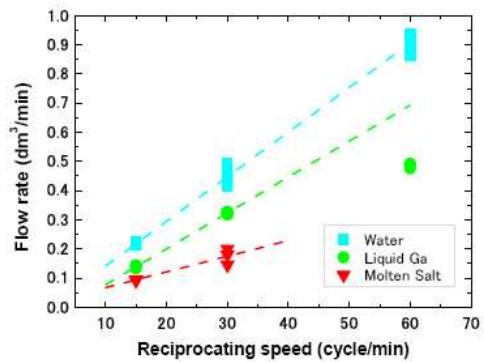 1.0
0.9
0.8
0.7
0.6
0.5
0.4
0.3
0.2
0.1
0.0
Flow rate (dm³/min)
Water
Liquid Ga
Molten Salt
10 20 30 40 50 60 70
Reciprocating speed (cycle/min)